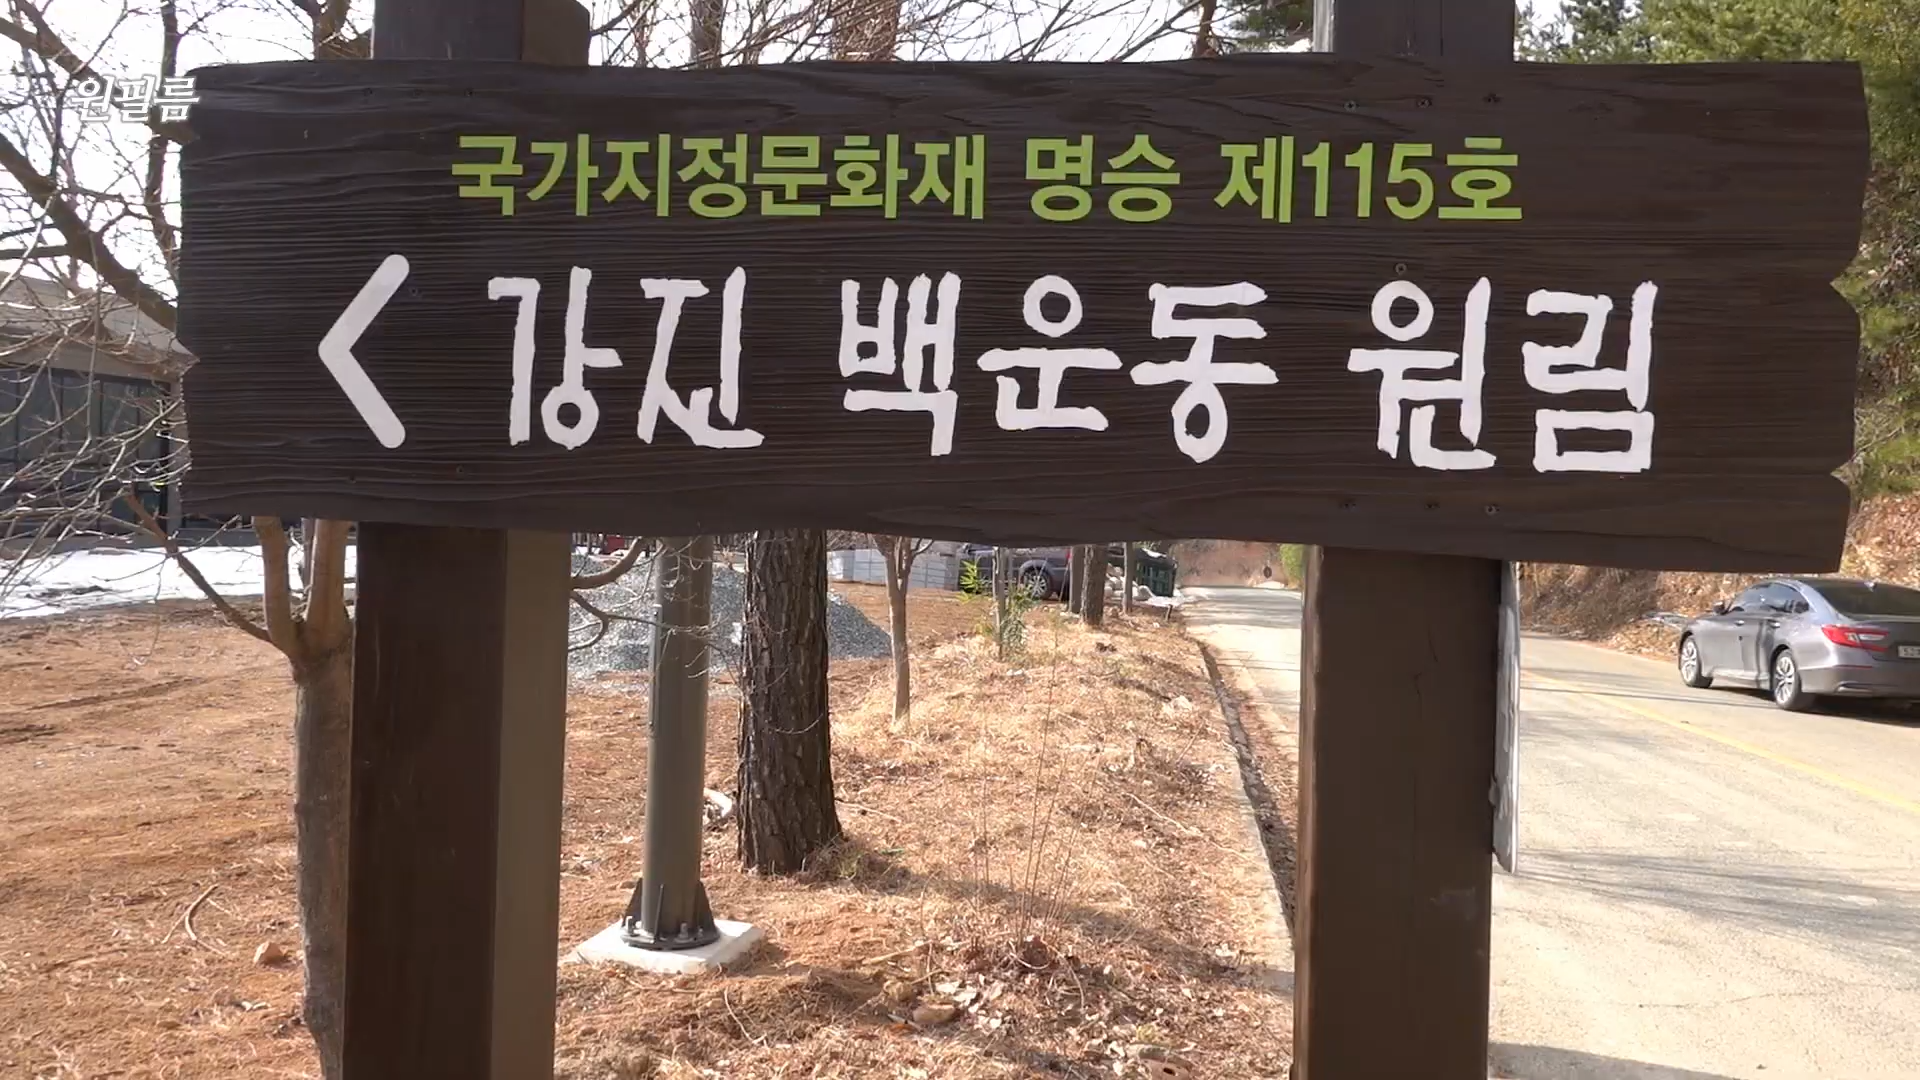 원필름
국가지정문화재 명승 제115호
< 강진 백운동 원림